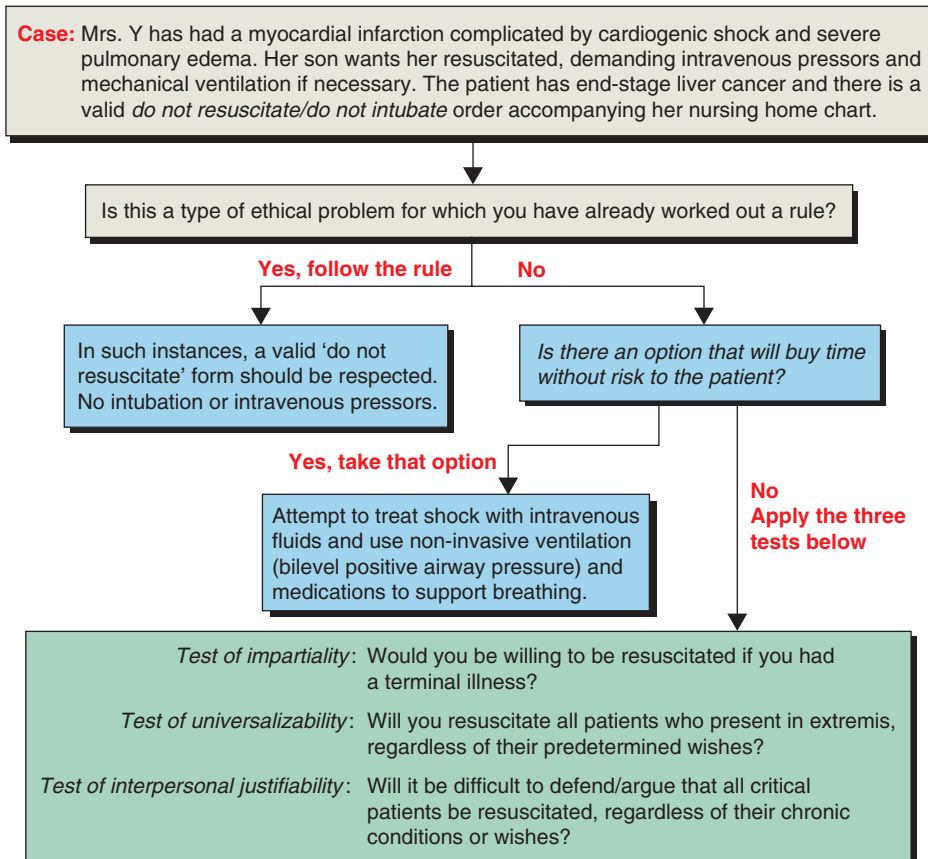 Case: Mrs. Y has had a myocardial infarction complicated by cardiogenic shock and severe
pulmonary edema. Her son wants her resuscitated, demanding intravenous pressors and
mechanical ventilation if necessary. The patient has end-stage liver cancer and there is a
valid do not resuscitate/do not intubate order accompanying her nursing home chart.
Is this a type of ethical problem for which you have already worked out a rule?
Yes, follow the rule
No
In such instances, a valid ‘do not
resuscitate’ form should be respected.
No intubation or intravenous pressors.
Is there an option that will buy time
without risk to the patient?
Yes, take that option
Attempt to treat shock with intravenous
fluids and use non-invasive ventilation
(bilevel positive airway pressure) and
medications to support breathing.
No
Apply the three
tests below
Test of impartiality: Would you be willing to be resuscitated if you had
a terminal illness?
Test of universalizability: Will you resuscitate all patients who present in extremis,
regardless of their predetermined wishes?
Test of interpersonal justifiability: Will it be difficult to defend/argue that all critical
patients be resuscitated, regardless of their chronic
conditions or wishes?